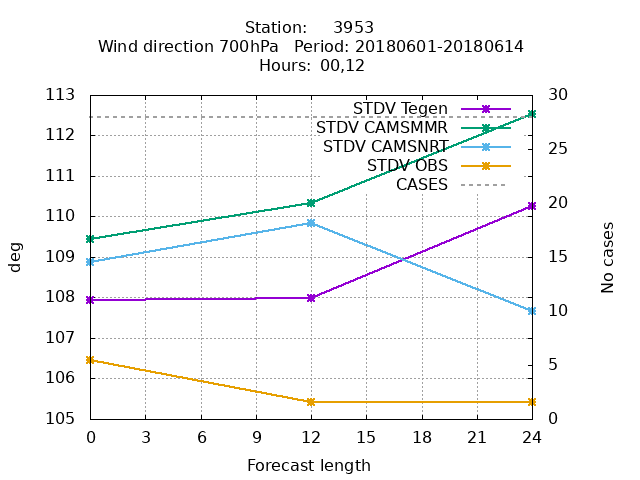 Station: 3953
Wind direction 700hPa Period: 20180601-20180614
Hours: 00,12
113
112
111
110
109
108
107
106
105
deg
30
25
20
15
10
5
0
No cases
STDV Tegen
STDV CAMSMMR
STDV CAMSNRT
STDV OBS
CASES
0 3 6 9 12 15 18 21 24
Forecast length